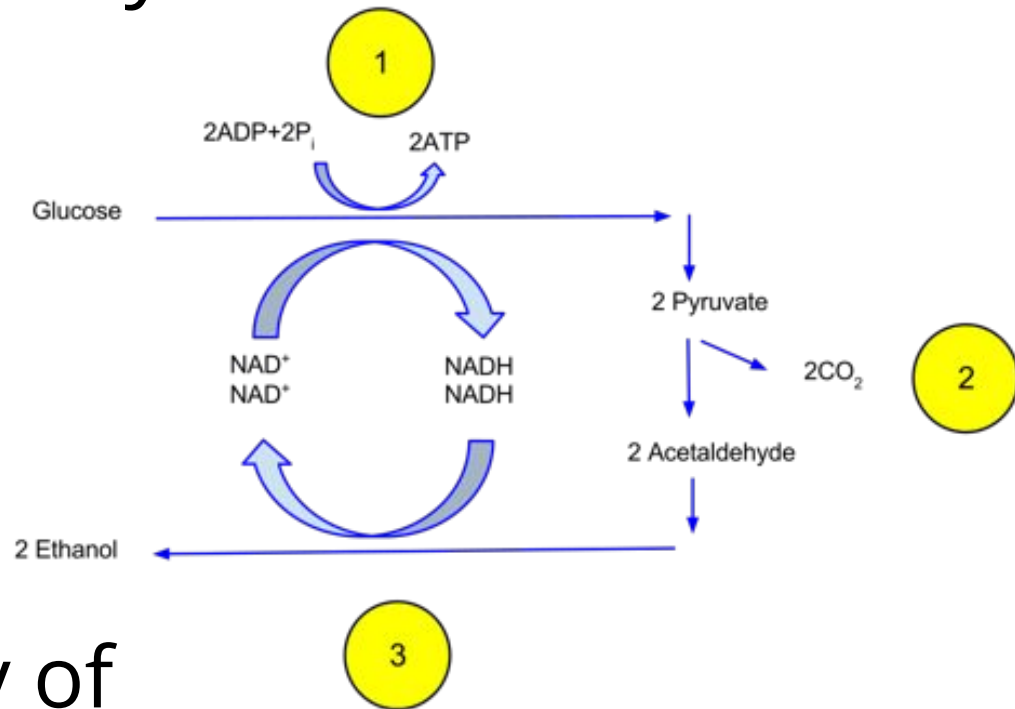 y
1
2ADP+2Pᵢ 2ATP
Glucose
2 Pyruvate
NAD⁺ NADH
NAD⁺ NADH
2CO₂ 2
2 Acetaldehyde
2 Ethanol
3
y of